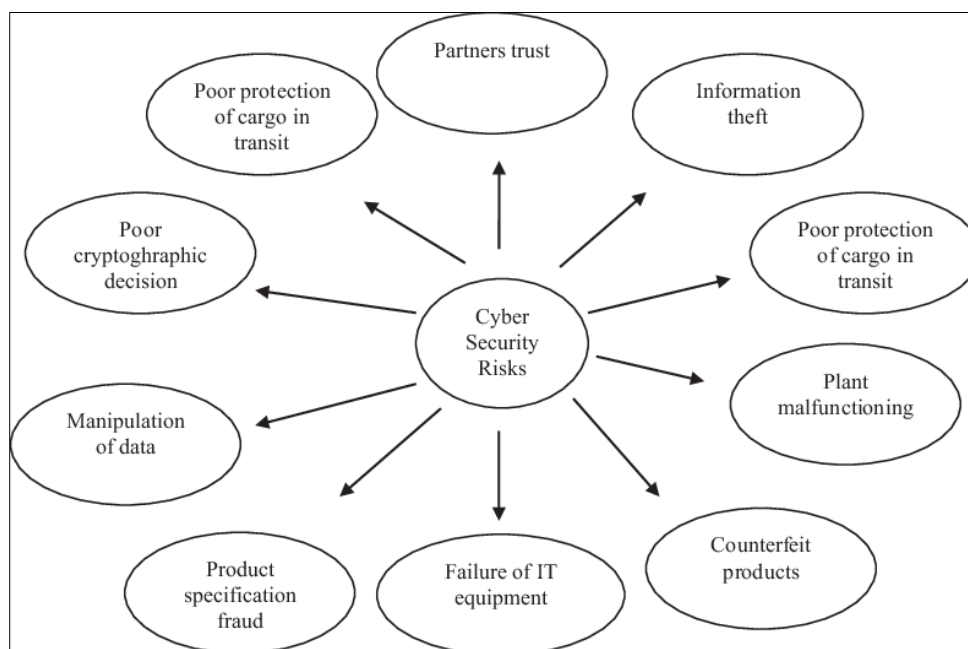 Partners trust
Poor protection
of cargo in
transit
Information
theft
Poor
cryptoghraphic
decision
Poor protection
of cargo in
transit
Cyber
Security
Risks
Plant
malfunctioning
Manipulation
of data
Counterfeit
products
Product
specification
fraud
Failure of IT
equipment